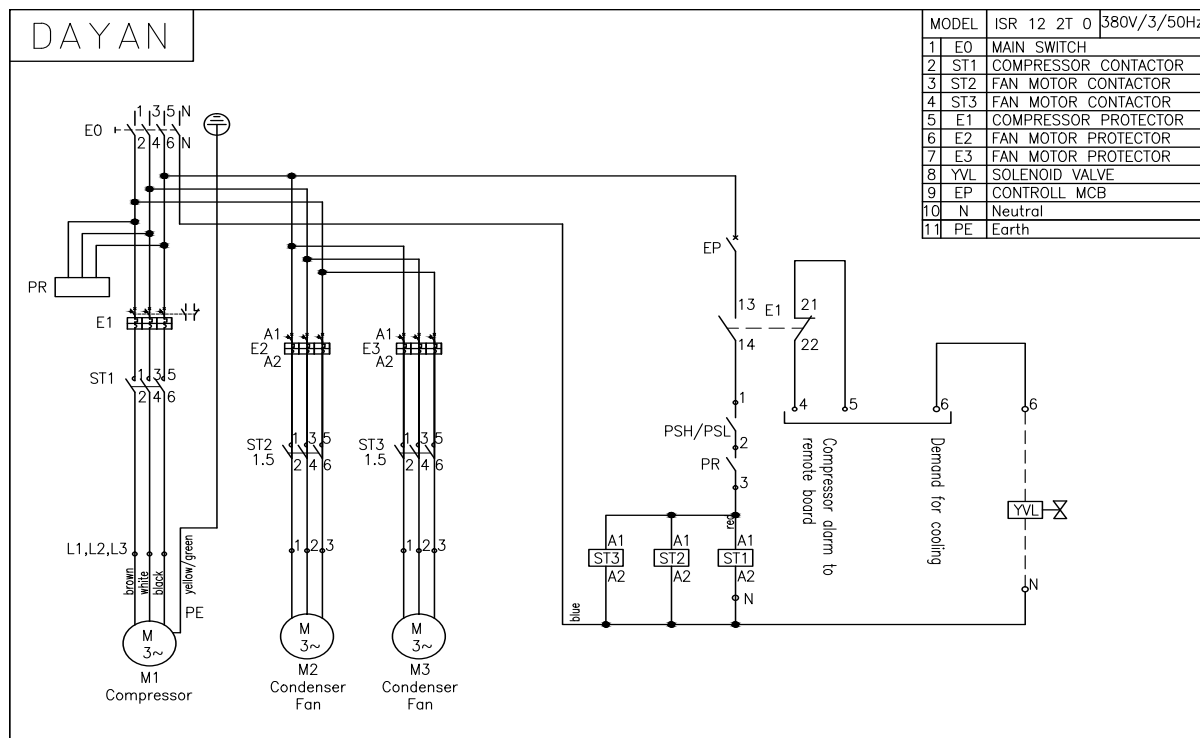 DAYAN
MODEL ISR 12 2T 0 380V/3/50Hz
1 E0 MAIN SWITCH
2 ST1 COMPRESSOR CONTACTOR
3 ST2 FAN MOTOR CONTACTOR
4 ST3 FAN MOTOR CONTACTOR
5 E1 COMPRESSOR PROTECTOR
6 E2 FAN MOTOR PROTECTOR
7 E3 FAN MOTOR PROTECTOR
8 YVL SOLENOID VALVE
9 EP CONTROLL MCB
10 N Neutral
11 PE Earth
1 3 5 N
E0
2 4 6 N
EP
PR
13 E1 21
14 22
E1
A1 A1
E2 E3
A2 A2
ST1 1 3 5
2 4 6
1 4 5 6 6
PSH/PSL
2
PR
3
ST2 1 3 5
1.5 2 4 6
ST3 1 3 5
1.5 2 4 6
Compressor alarm to
remote board
Demand for cooling
YVL
red
A1 A1 A1
ST3 ST2 ST1
A2 A2 A2
N
N
L1,L2,L3
1 2 3
1 2 3
brown
white
black
yellow/green
blue
PE
M
3~
M1
Compressor
M
3~
M2
Condenser
Fan
M
3~
M3
Condenser
Fan